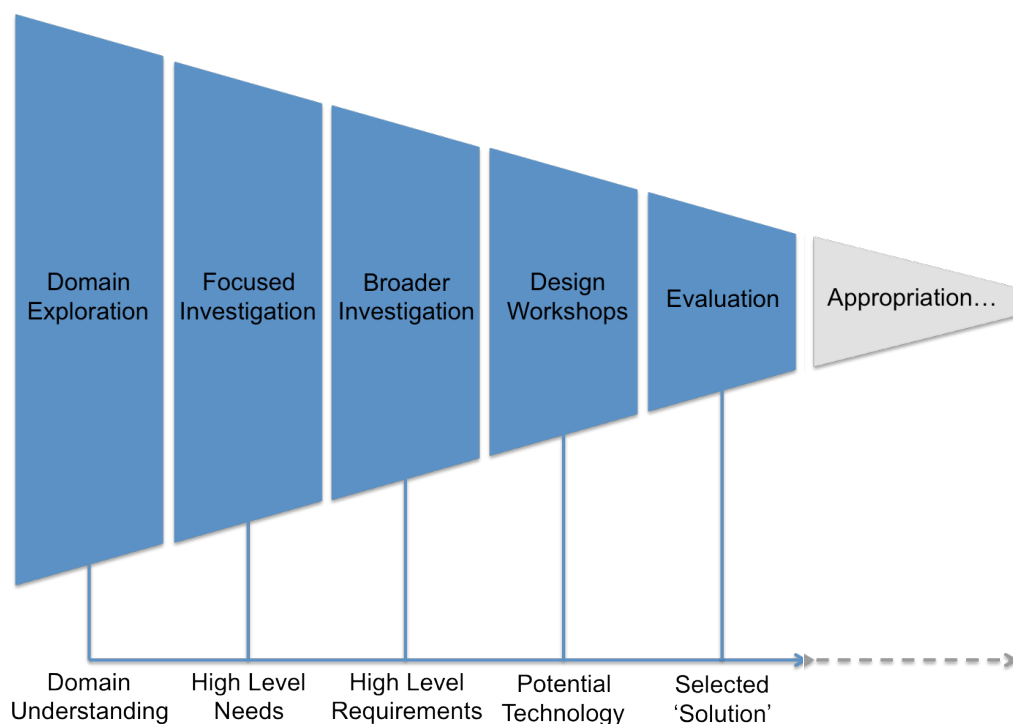 Domain
Exploration
Focused
Investigation
Broader
Investigation
Design
Workshops
Evaluation
Appropriation…
Domain
Understanding
High Level
Needs
High Level
Requirements
Potential
Technology
Selected
‘Solution’